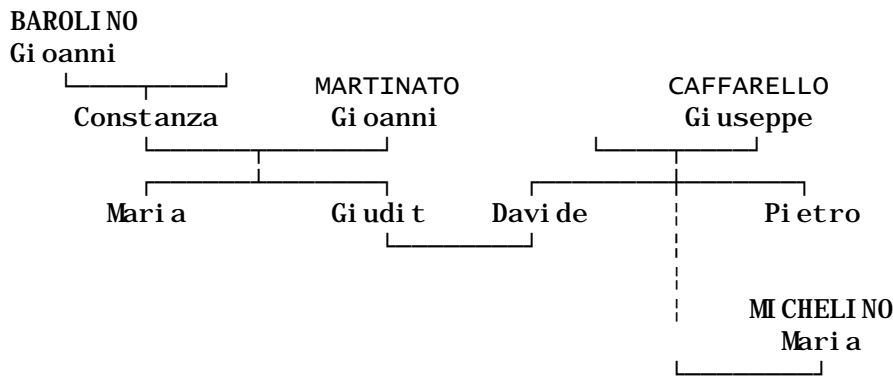 BAROLINO
Gioanni
MARTINATO CAFFARELLO
Constanza Gioanni Giuseppe
Maria Giudit Davide Pietro
MICHELINO
Maria